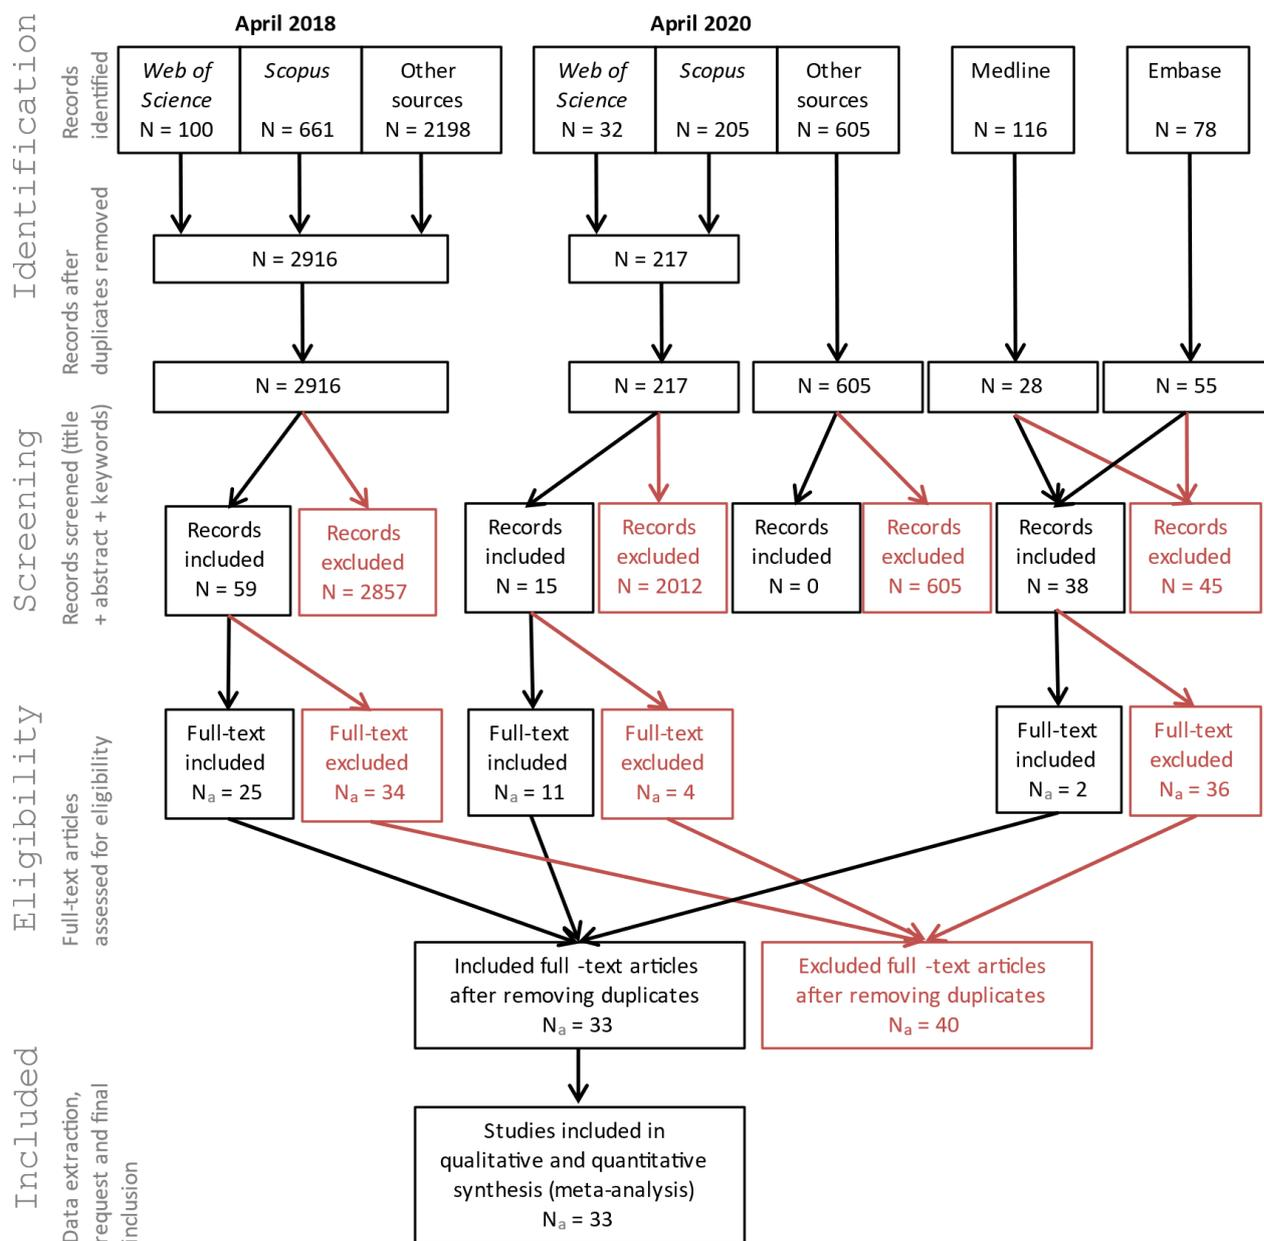 April 2018
April 2020
Identification
Records
identified
Web of
Science
N = 100
Scopus
N = 661
Other
sources
N = 2198
Web of
Science
N = 32
Scopus
N = 205
Other
sources
N = 605
Medline
N = 116
Embase
N = 78
Records after
duplicates removed
N = 2916
N = 217
N = 2916
N = 217
N = 605
N = 28
N = 55
Screening
Records screened (title
+ abstract + keywords)
Records
included
N = 59
Records
excluded
N = 2857
Records
included
N = 15
Records
excluded
N = 2012
Records
included
N = 0
Records
excluded
N = 605
Records
included
N = 38
Records
excluded
N = 45
Eligibility
Full-text articles
assessed for eligibility
Full-text
included
Na = 25
Full-text
excluded
Na = 34
Full-text
included
Na = 11
Full-text
excluded
Na = 4
Full-text
included
Na = 2
Full-text
excluded
Na = 36
Included full -text articles
after removing duplicates
Na = 33
Excluded full -text articles
after removing duplicates
Na = 40
Included
Data extraction,
request and final
inclusion
Studies included in
qualitative and quantitative
synthesis (meta-analysis)
Na = 33